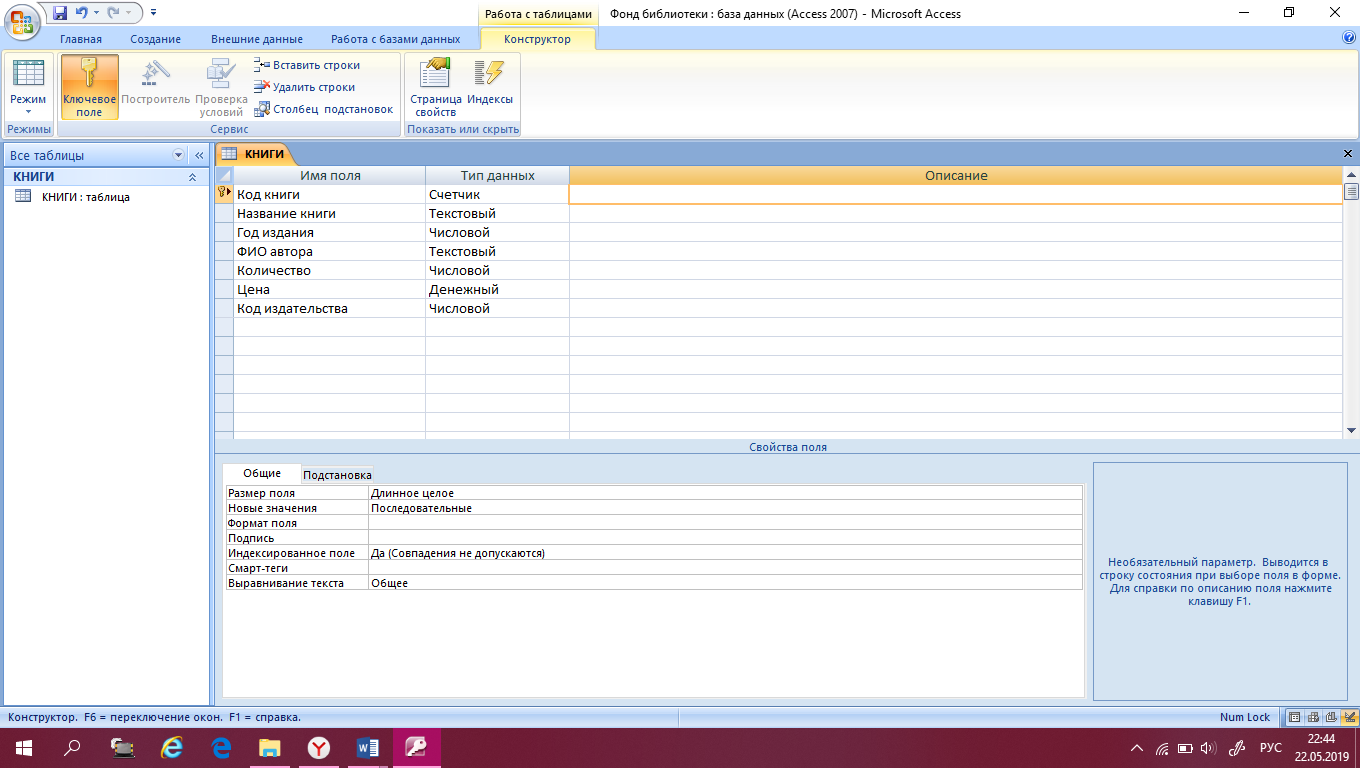 Работа с таблицами
Фонд библиотеки : база данных (Access 2007) - Microsoft Access
Главная Создание Внешние данные Работа с базами данных Конструктор
Режим
Ключевое поле
Построитель
Проверка условий
Вставить строки
Удалить строки
Столбец подстановок
Страница свойств
Индексы
Режимы Сервис Показать или скрыть
Все таблицы
КНИГИ
КНИГИ : таблица
КНИГИ
Имя поля Тип данных Описание
Код книги Счетчик
Название книги Текстовый
Год издания Числовой
ФИО автора Текстовый
Количество Числовой
Цена Денежный
Код издательства Числовой
Свойства поля
Общие Подстановка
Размер поля Длинное целое
Новые значения Последовательные
Формат поля
Подпись
Индексированное поле Да (Совпадения не допускаются)
Смарт-теги
Выравнивание текста Общее
Необязательный параметр. Выводится в
строку состояния при выборе поля в форме.
Для справки по описанию поля нажмите
клавишу F1.
Конструктор. F6 = переключение окон. F1 = справка.
Num Lock
РУС
22:44
22.05.2019